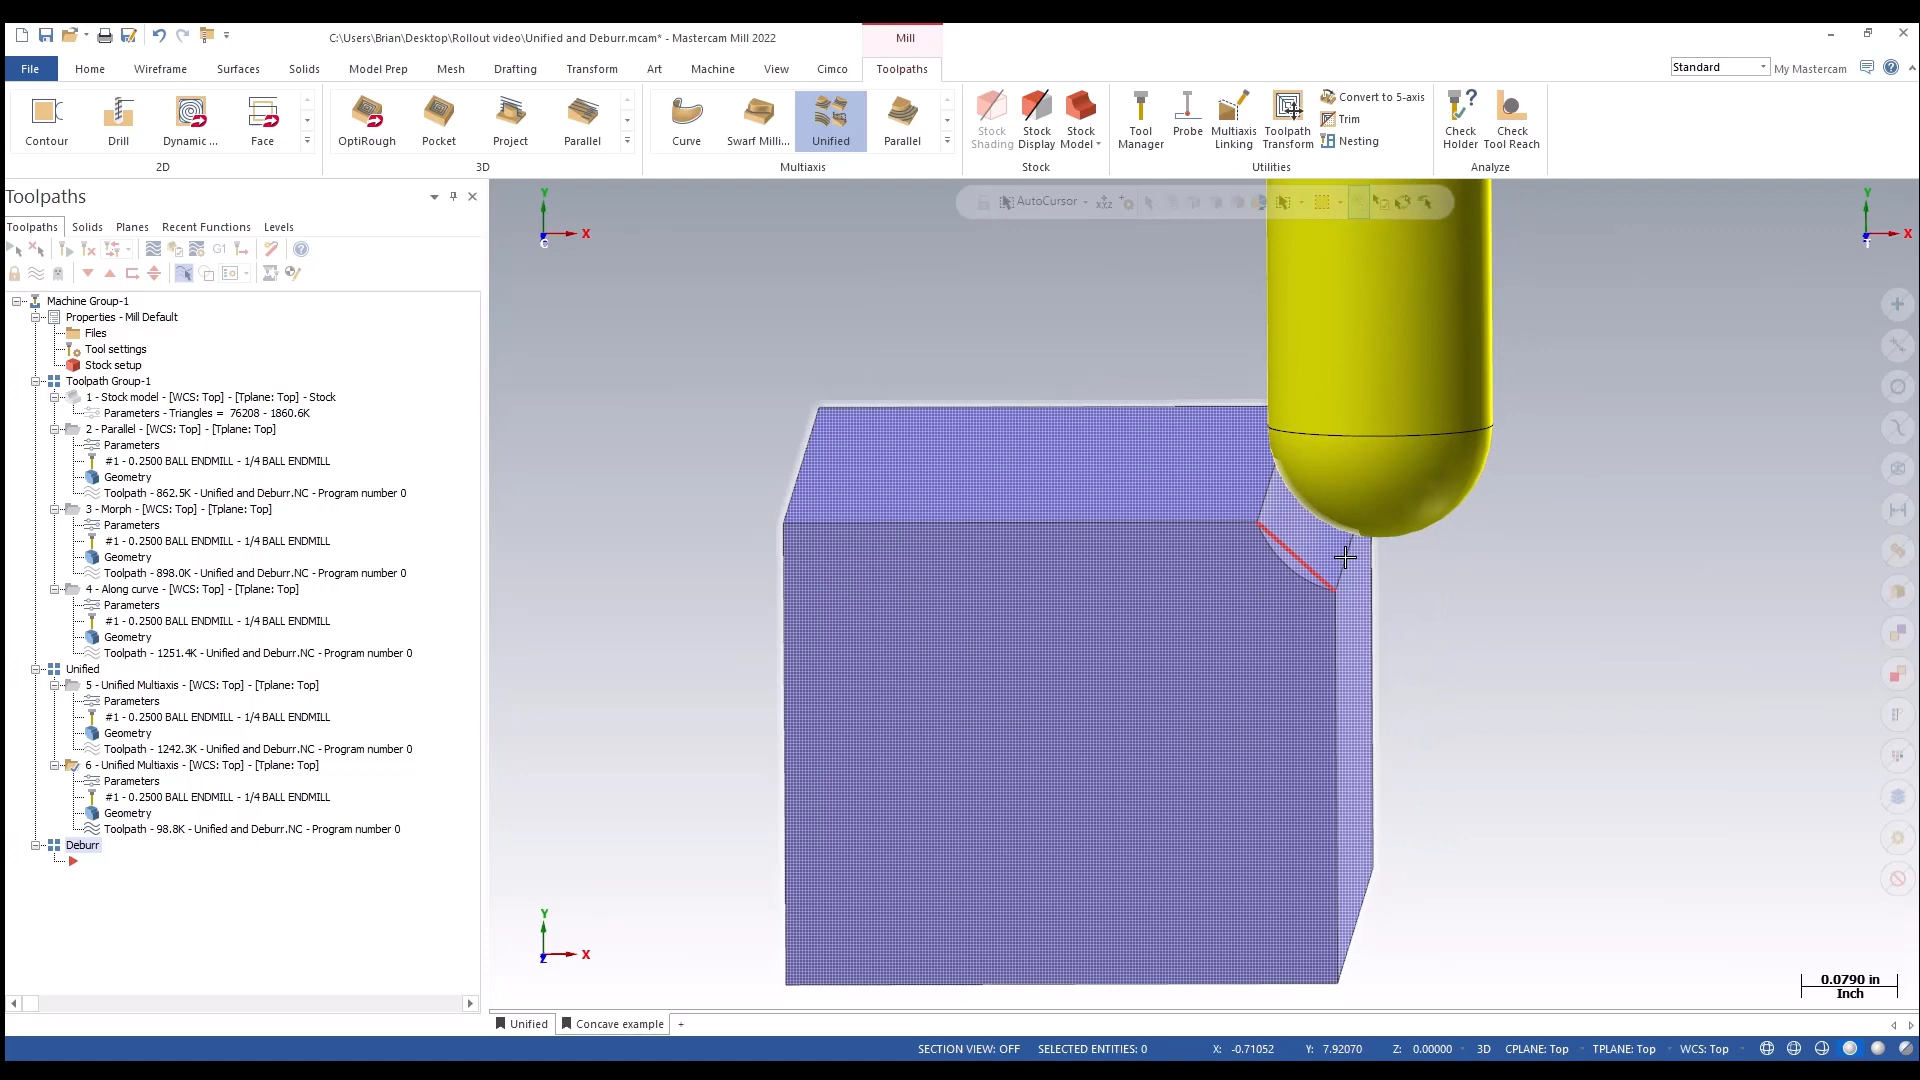 C:\Users\Brian\Desktop\Rollout video\Unified and Deburr.mcam* - Mastercam Mill 2022
Mill
File
Home
Wireframe
Surfaces
Solids
Model Prep
Mesh
Drafting
Transform
Art
Machine
View
Cimco
Toolpaths
Standard
My Mastercam
Contour
Drill
Dynamic ...
Face
OptiRough
Pocket
Project
Parallel
Curve
Swarf Milli...
Unified
Parallel
Stock Shading
Stock Display
Stock Model
Tool Manager
Probe
Multiaxis Linking
Toolpath Transform
Convert to 5-axis
Trim
Nesting
Check Holder
Check Tool Reach
2D
3D
Multiaxis
Stock
Utilities
Analyze
Toolpaths
Toolpaths
Solids
Planes
Recent Functions
Levels
G1
Machine Group-1
Properties - Mill Default
Files
Tool settings
Stock setup
Toolpath Group-1
1 - Stock model - [WCS: Top] - [Tplane: Top] - Stock
Parameters - Triangles = 76208 - 1860.6K
2 - Parallel - [WCS: Top] - [Tplane: Top]
Parameters
#1 - 0.2500 BALL ENDMILL - 1/4 BALL ENDMILL
Geometry
Toolpath - 862.5K - Unified and Deburr.NC - Program number 0
3 - Morph - [WCS: Top] - [Tplane: Top]
Parameters
#1 - 0.2500 BALL ENDMILL - 1/4 BALL ENDMILL
Geometry
Toolpath - 898.0K - Unified and Deburr.NC - Program number 0
4 - Along curve - [WCS: Top] - [Tplane: Top]
Parameters
#1 - 0.2500 BALL ENDMILL - 1/4 BALL ENDMILL
Geometry
Toolpath - 1251.4K - Unified and Deburr.NC - Program number 0
Unified
5 - Unified Multiaxis - [WCS: Top] - [Tplane: Top]
Parameters
#1 - 0.2500 BALL ENDMILL - 1/4 BALL ENDMILL
Geometry
Toolpath - 1242.3K - Unified and Deburr.NC - Program number 0
6 - Unified Multiaxis - [WCS: Top] - [Tplane: Top]
Parameters
#1 - 0.2500 BALL ENDMILL - 1/4 BALL ENDMILL
Geometry
Toolpath - 98.8K - Unified and Deburr.NC - Program number 0
Deburr
AutoCursor
Y
X
C
Y
X
T
Y
X
Z
0.0790 in
Inch
Unified
Concave example
+
SECTION VIEW: OFF
SELECTED ENTITIES: 0
X: -0.71052
Y: 7.92070
Z: 0.00000
3D
CPLANE: Top
TPLANE: Top
WCS: Top